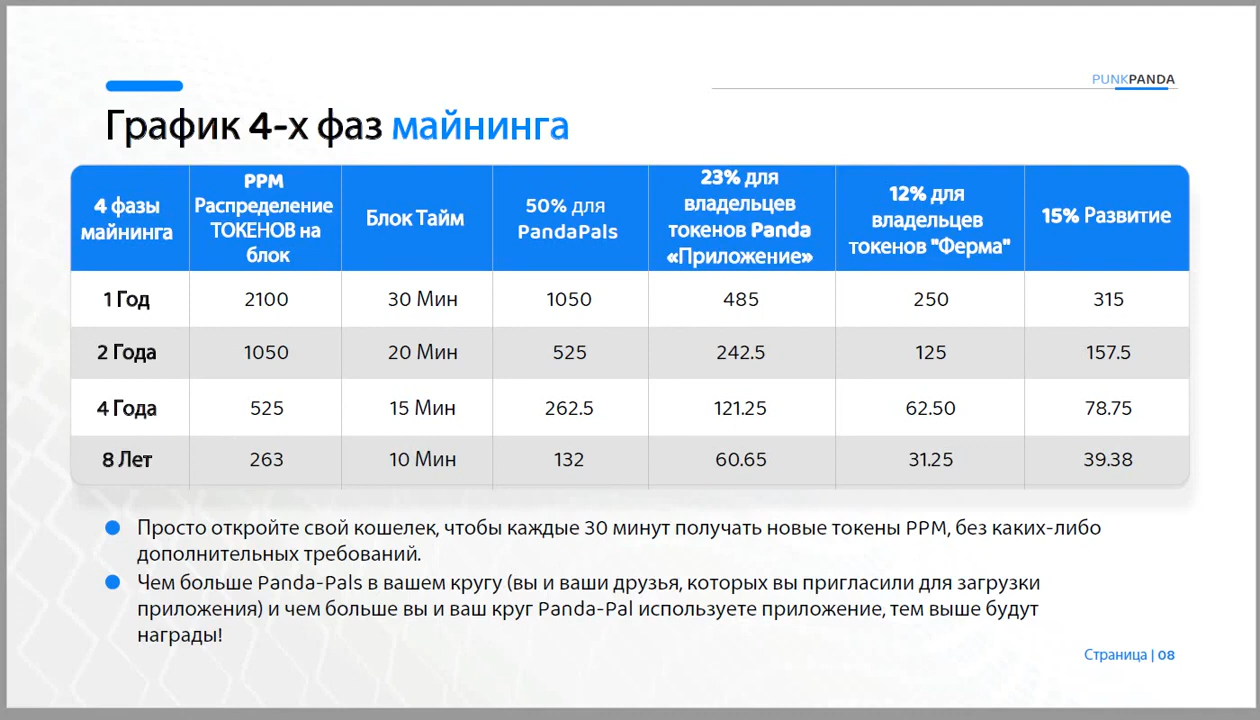 PUNKPANDA
График 4-х фаз майнинга
4 фазы
майнинга
PPM
Распределение
ТОКЕНОВ на
блок
Блок Тайм
50% для
PandaPals
23% для
владельцев
токенов Panda
«Приложение»
12% для
владельцев
токенов "Ферма"
15% Развитие
1 Год 2100 30 Мин 1050 485 250 315
2 Года 1050 20 Мин 525 242.5 125 157.5
4 Года 525 15 Мин 262.5 121.25 62.50 78.75
8 Лет 263 10 Мин 132 60.65 31.25 39.38
Просто откройте свой кошелек, чтобы каждые 30 минут получать новые токены PPM, без каких-либо
дополнительных требований.
Чем больше Panda-Pals в вашем кругу (вы и ваши друзья, которых вы пригласили для загрузки
приложения) и чем больше вы и ваш круг Panda-Pal используете приложение, тем выше будут
награды!
Страница | 08